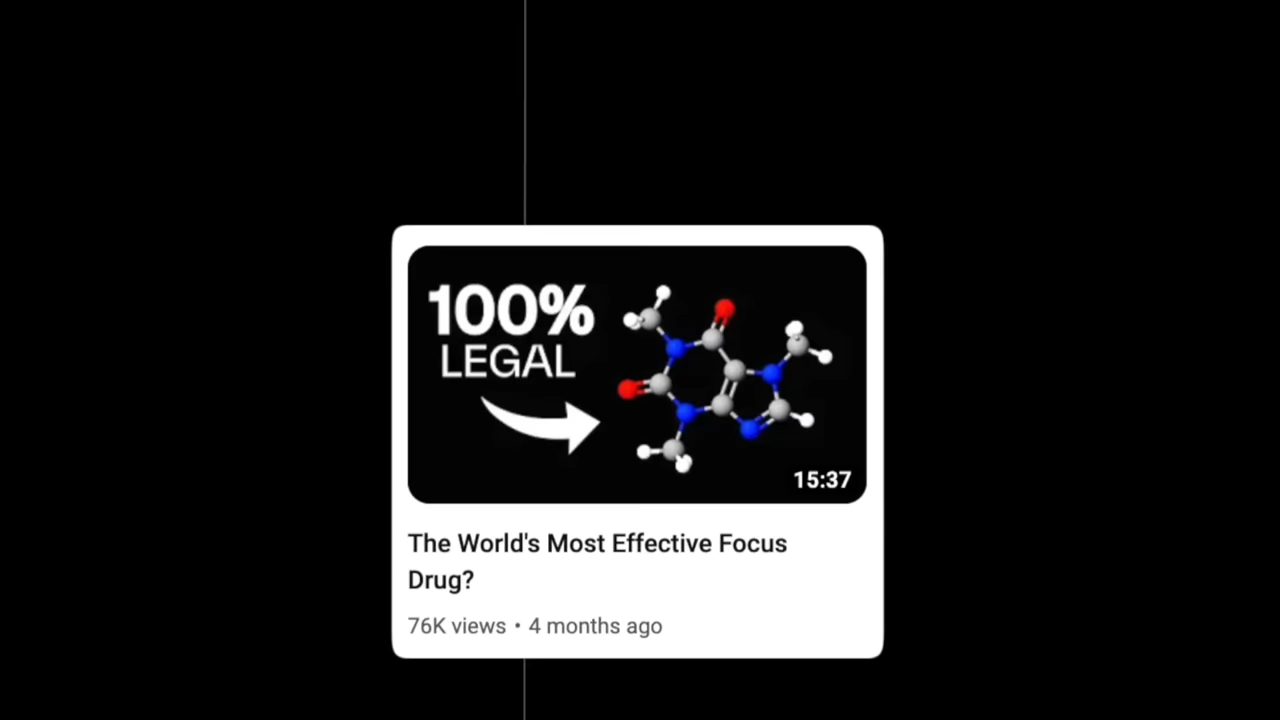 100%
LEGAL
15:37
The World's Most Effective Focus
Drug?
76K views • 4 months ago